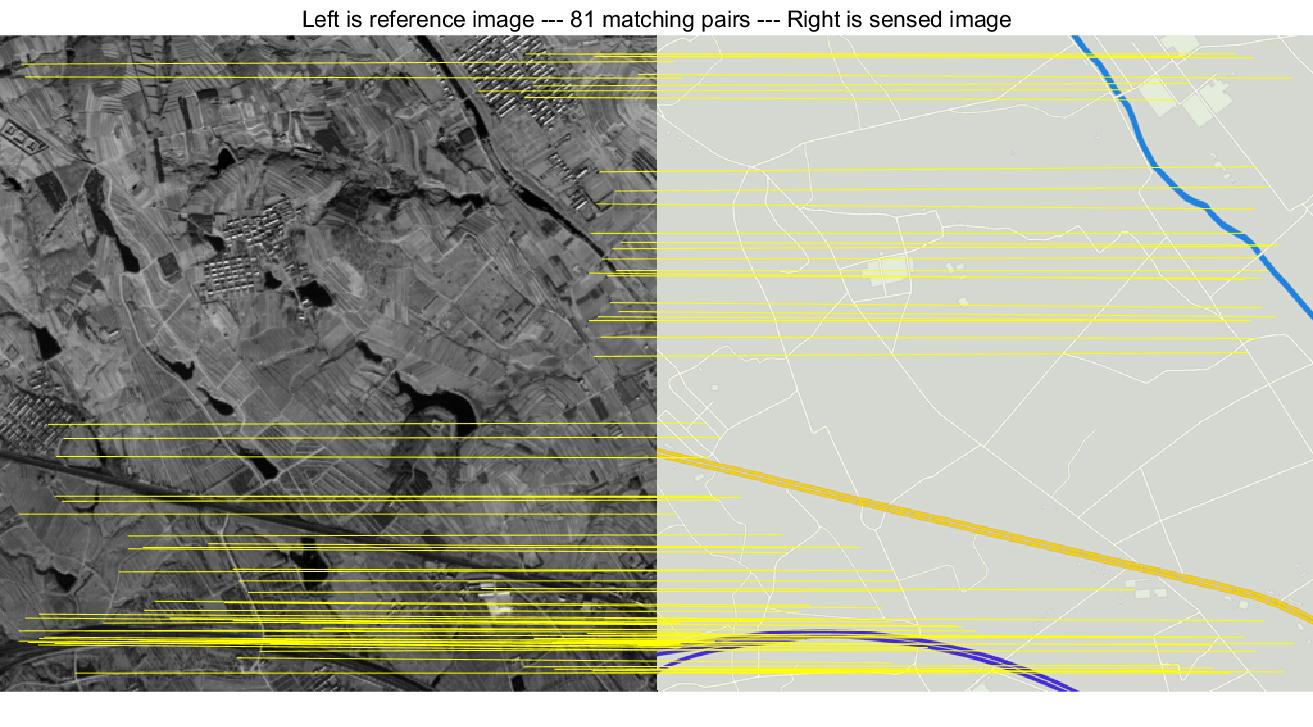 Left is reference image --- 81 matching pairs --- Right is sensed image